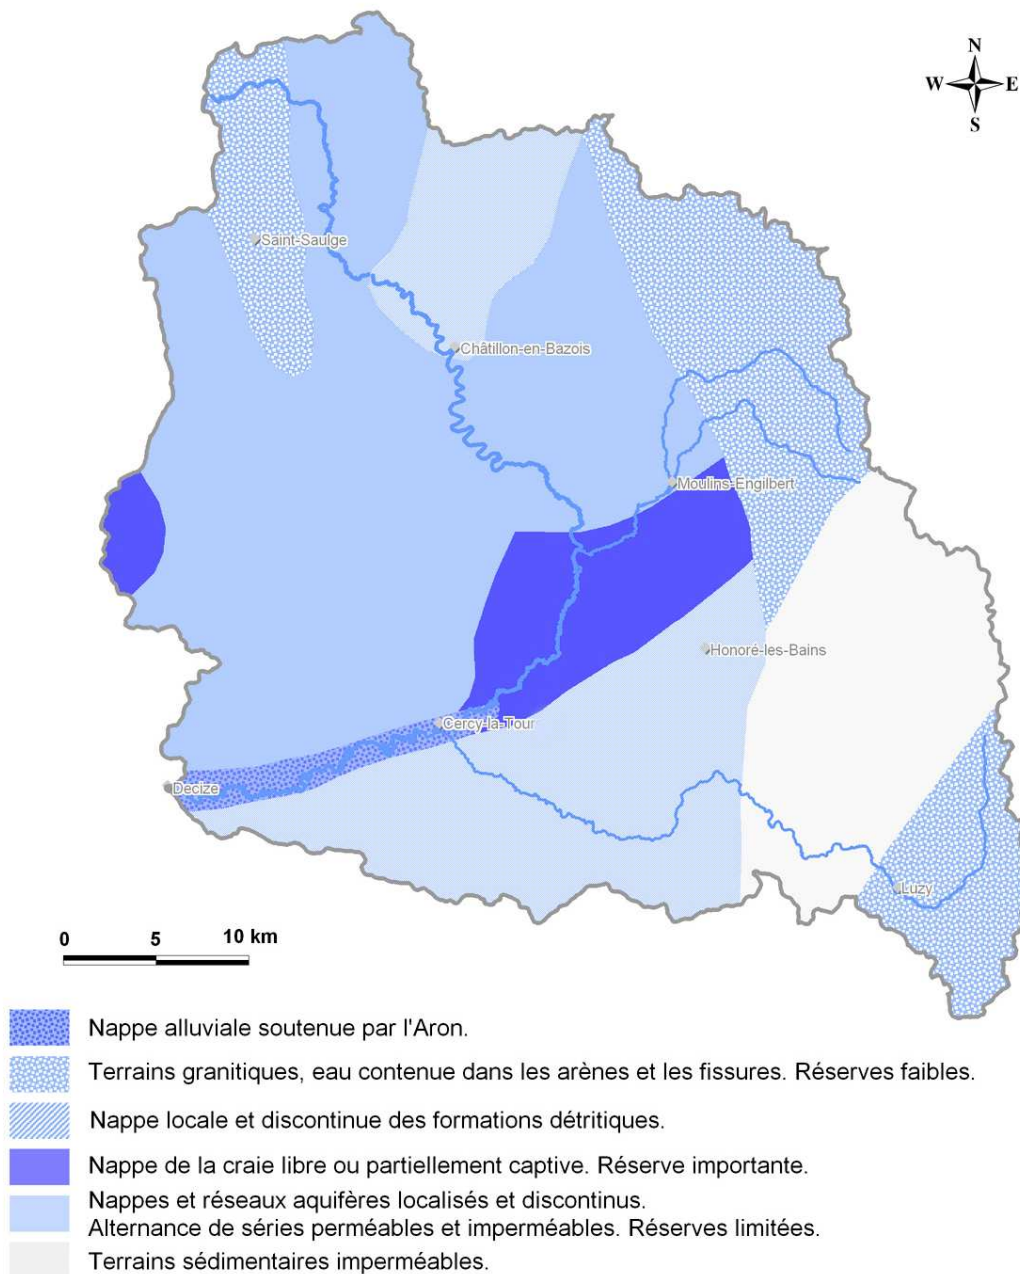 N
W E
S
Saint-Saulge
Châtillon-en-Bazois
Moulins-Engilbert
Honoré-les-Bains
Cercy-la-Tour
Decize
Luzy
0 5 10 km
Nappe alluviale soutenue par l'Aron.
Terrains granitiques, eau contenue dans les arènes et les fissures. Réserves faibles.
Nappe locale et discontinue des formations détritiques.
Nappe de la craie libre ou partiellement captive. Réserve importante.
Nappes et réseaux aquifères localisés et discontinus.
Alternance de séries perméables et imperméables. Réserves limitées.
Terrains sédimentaires imperméables.